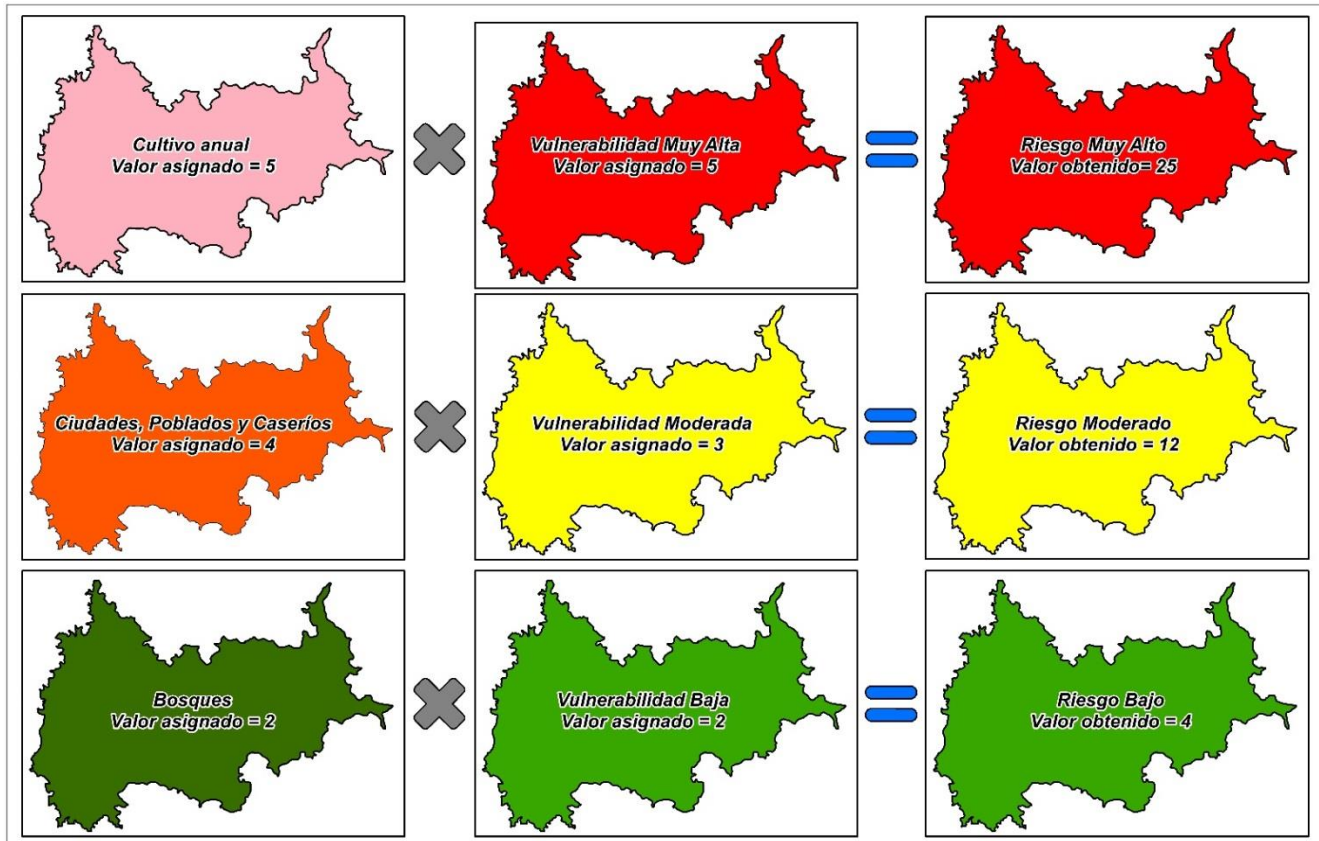 Cultivo anual
Valor asignado = 5
Vulnerabilidad Muy Alta
Valor asignado = 5
Riesgo Muy Alto
Valor obtenido= 25
Ciudades, Poblados y Caseríos
Valor asignado = 4
Vulnerabilidad Moderada
Valor asignado = 3
Riesgo Moderado
Valor obtenido = 12
Bosques
Valor asignado = 2
Vulnerabilidad Baja
Valor asignado = 2
Riesgo Bajo
Valor obtenido = 4